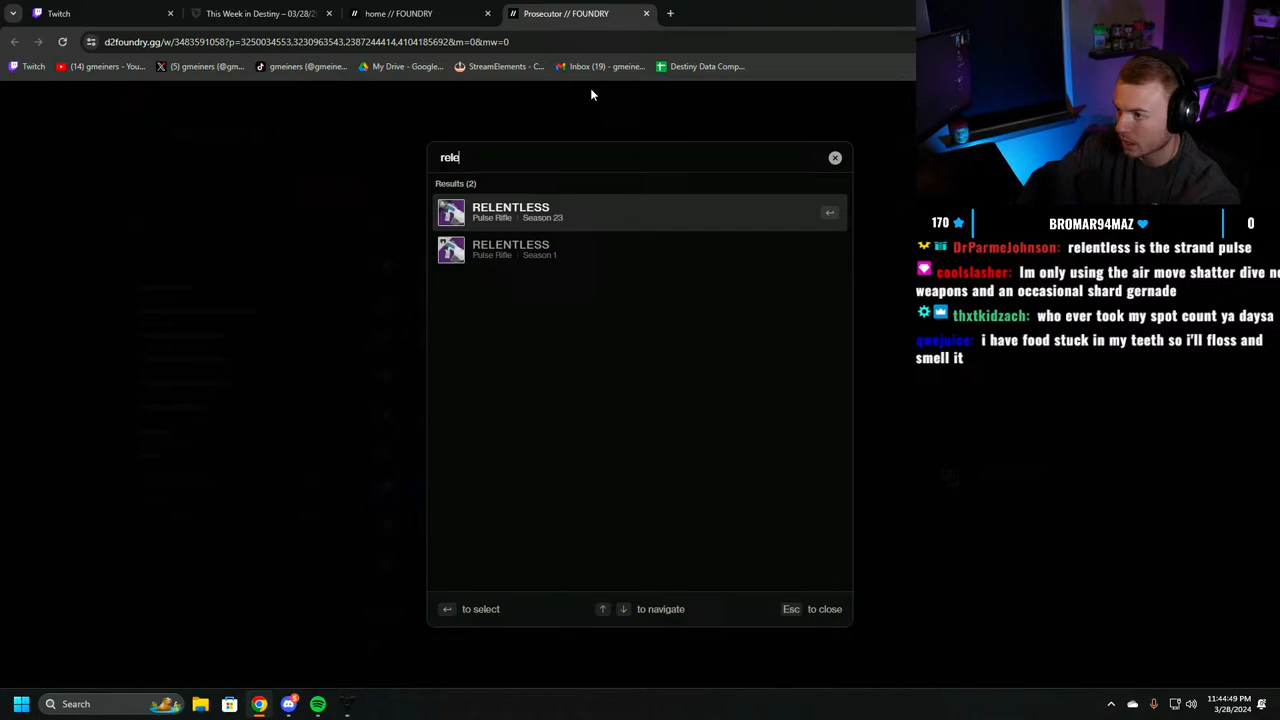 Twitch
This Week in Destiny – 03/28/2
home // FOUNDRY
Prosecutor // FOUNDRY
d2foundry.gg/w/3483591058?p=3250034553,3230963543,2387244414,4104185692&m=0&mw=0
Twitch
(14) gmeiners - You...
(5) gmeiners (@gm...
gmeiners (@gmeine...
My Drive - Google...
StreamElements - C...
Inbox (19) - gmeine...
Destiny Data Comp...
rele
Results (2)
RELENTLESS
Pulse Rifle | Season 23
RELENTLESS
Pulse Rifle | Season 1
to select
to navigate
Esc to close
170
BROMAR94MAZ
0
DrParmeJohnson: relentless is the strand pulse
coolslasher: Im only using the air move shatter dive no
weapons and an occasional shard gernade
thxtkidzach: who ever took my spot count ya daysa
qwejuice: i have food stuck in my teeth so i'll floss and
smell it
Search
5
11:44:49 PM
3/28/2024